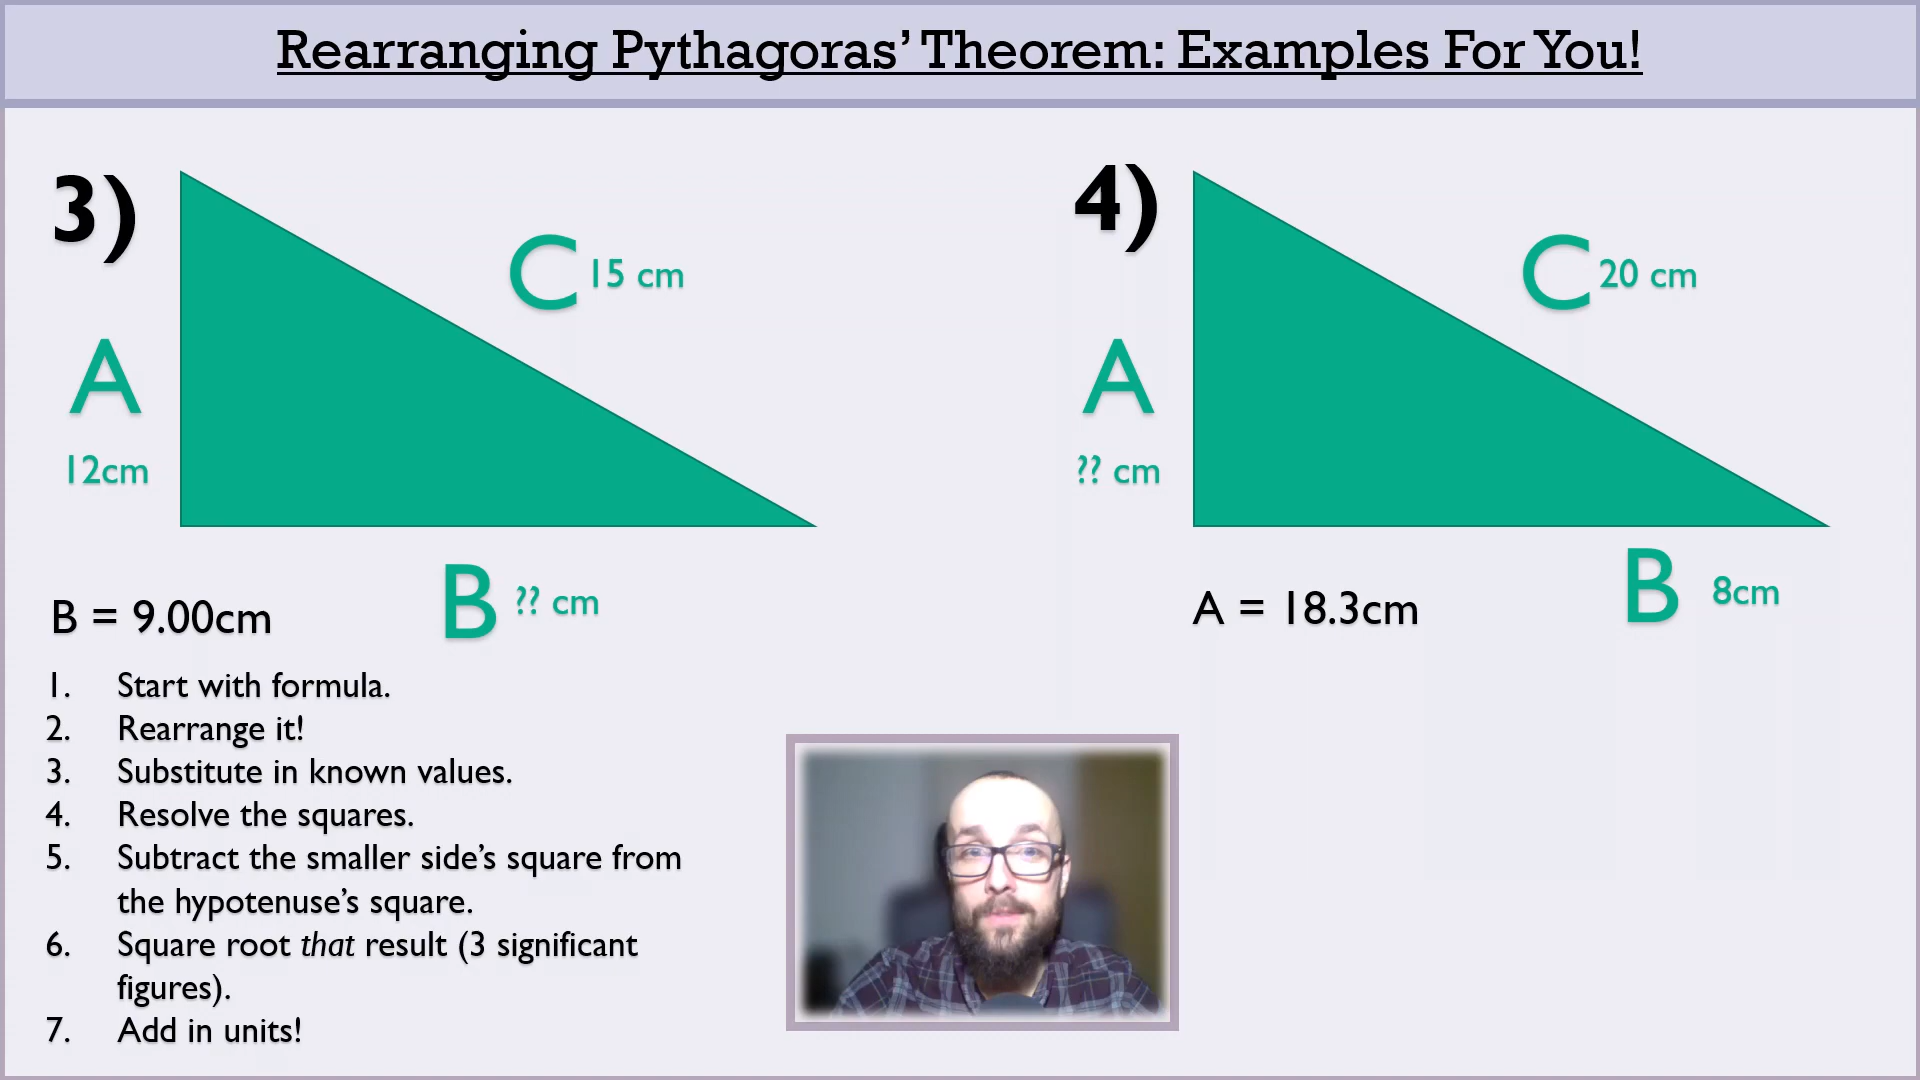 Rearranging Pythagoras’ Theorem: Examples For You!
3)
C 15 cm
A
12cm
B ?? cm
B = 9.00cm
1. Start with formula.
2. Rearrange it!
3. Substitute in known values.
4. Resolve the squares.
5. Subtract the smaller side’s square from
the hypotenuse’s square.
6. Square root that result (3 significant
figures).
7. Add in units!
4)
C 20 cm
A
?? cm
B 8cm
A = 18.3cm